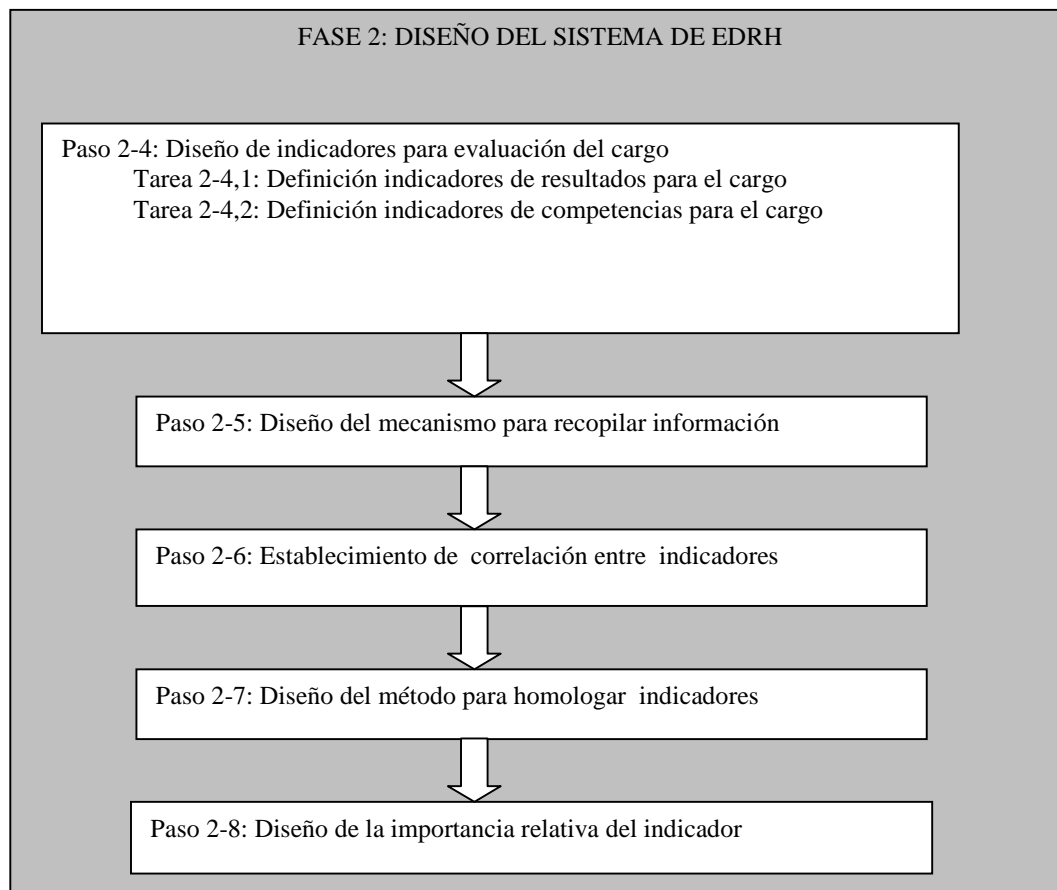 FASE 2: DISEÑO DEL SISTEMA DE EDRH
Paso 2-4: Diseño de indicadores para evaluación del cargo
Tarea 2-4,1: Definición indicadores de resultados para el cargo
Tarea 2-4,2: Definición indicadores de competencias para el cargo
Paso 2-5: Diseño del mecanismo para recopilar información
Paso 2-6: Establecimiento de correlación entre indicadores
Paso 2-7: Diseño del método para homologar indicadores
Paso 2-8: Diseño de la importancia relativa del indicador